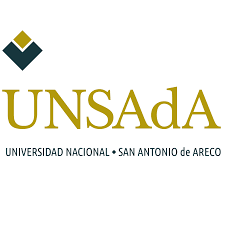 UNSAdA
UNIVERSIDAD NACIONAL • SAN ANTONIO de ARECO